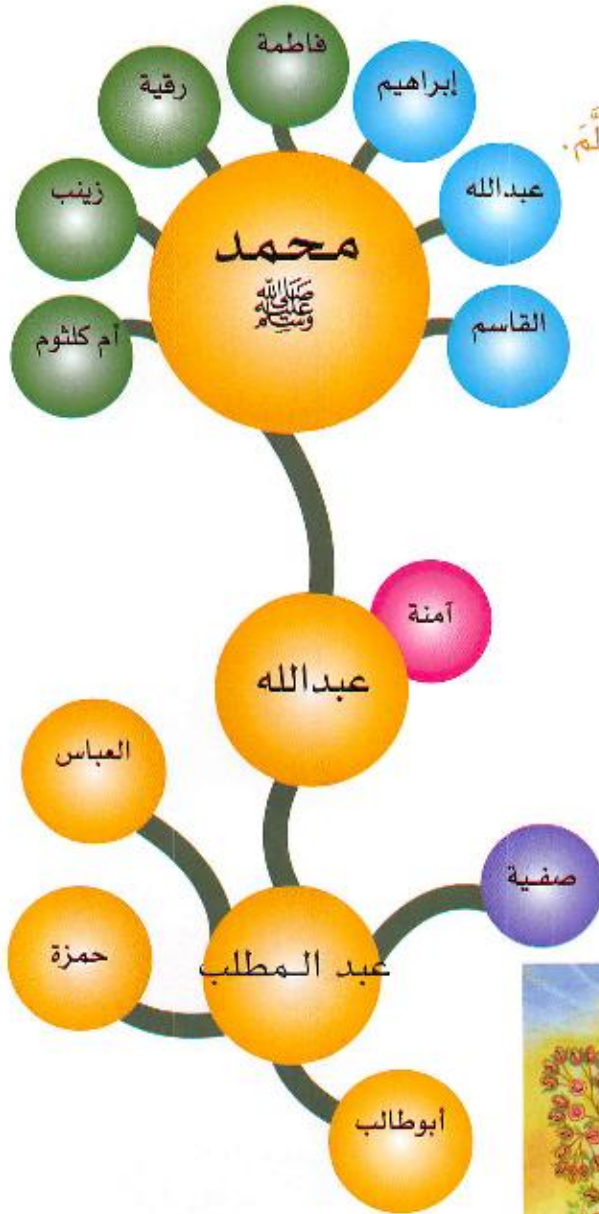 فاطمة
إبراهيم
رقية
عبدالله
زينب
القاسم
أم كلثوم
محمد
صلى الله عليه وسلم
آمنة
عبدالله
العباس
صفية
حمزة
عبد المطلب
أبوطالب